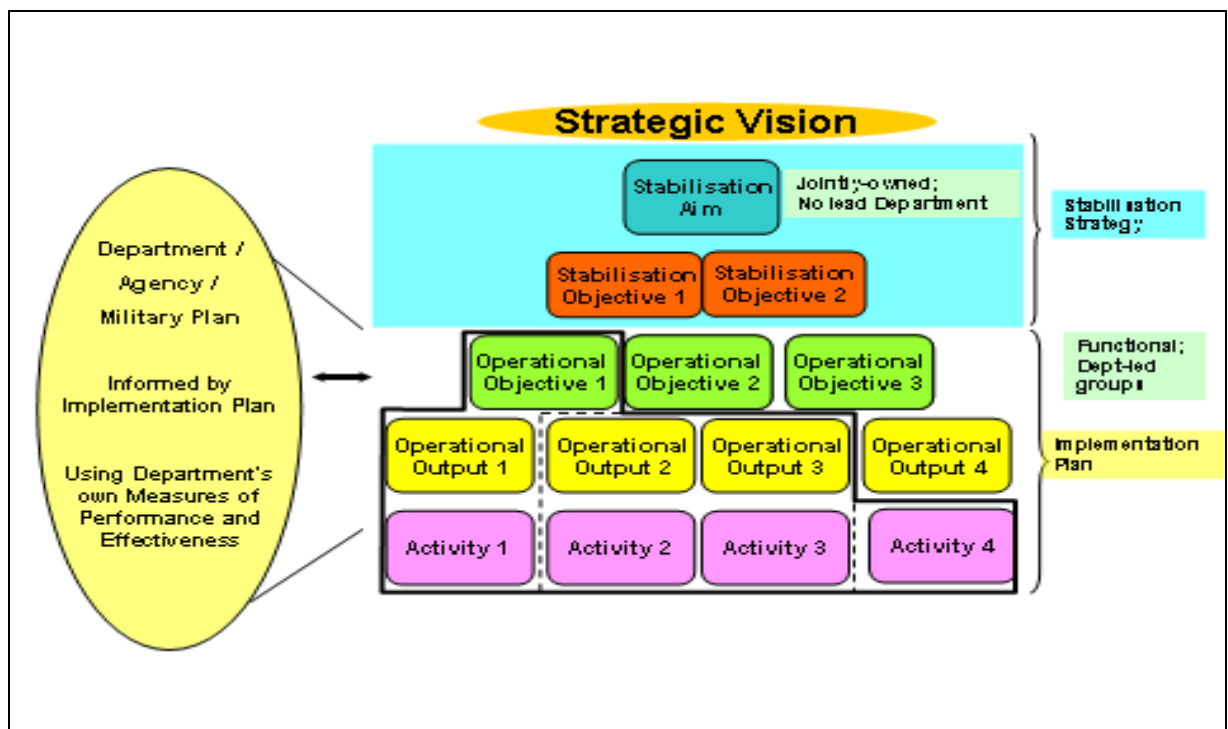 Strategic Vision
Stabilisation
Aim
Jointly-owned;
No lead Department
Stabilisation
Objective 1
Stabilisation
Objective 2
Stabilisation
Strategy
Department /
Agency /
Military Plan
Informed by
Implementation Plan
Using Department's
own Measures of
Performance and
Effectiveness
Operational
Objective 1
Operational
Objective 2
Operational
Objective 3
Functional;
Dept-led
groups
Operational
Output 1
Operational
Output 2
Operational
Output 3
Operational
Output 4
Implementation
Plan
Activity 1
Activity 2
Activity 3
Activity 4